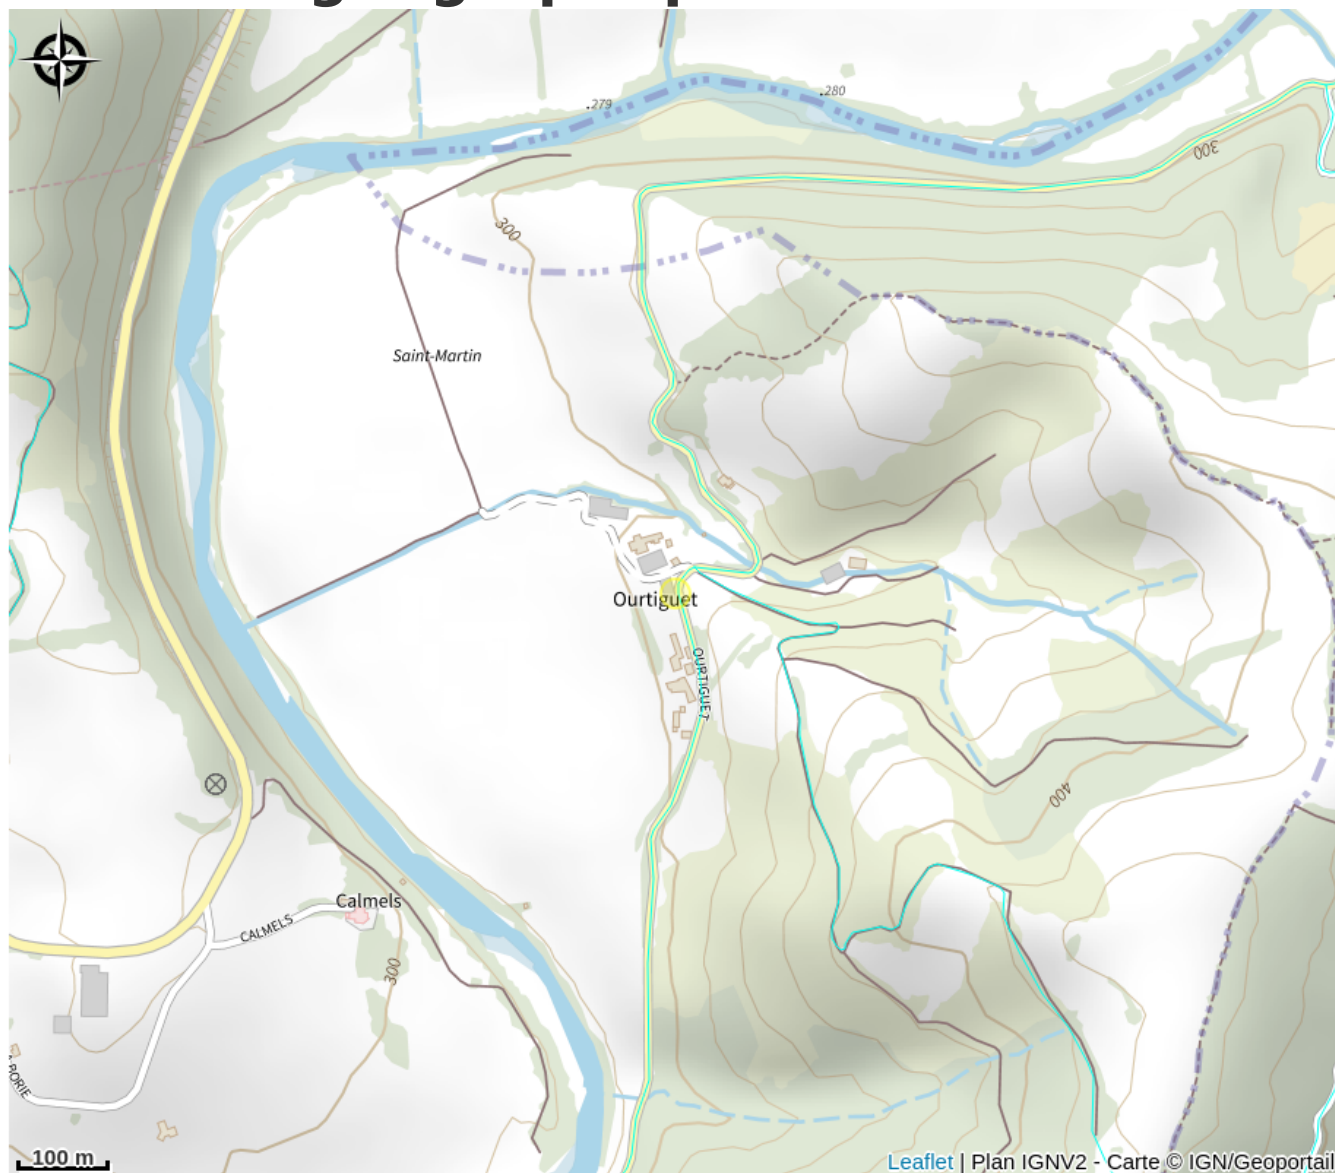 279
280
300
300
Saint-Martin
Ourtiguet
OURTIGUET
400
Calmels
CALMELS
300
BORIE
100 m
Leaflet | Plan IGNV2 - Carte © IGN/Geoportail